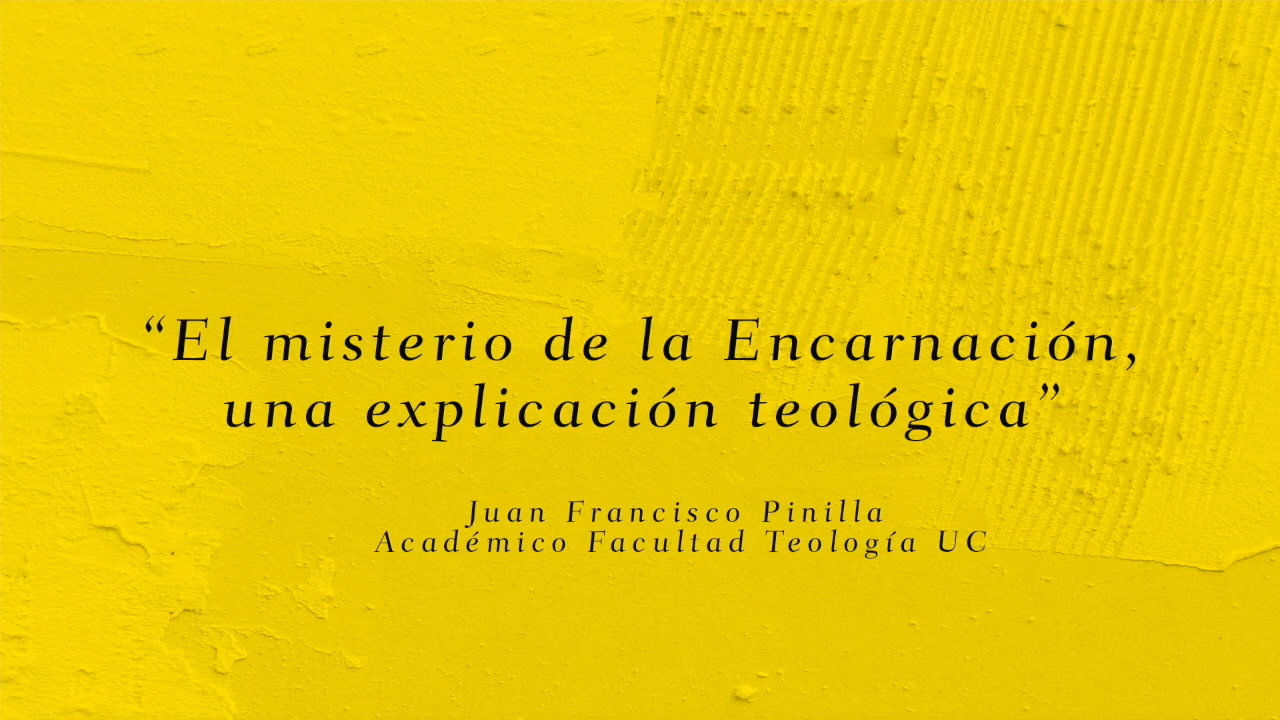 “El misterio de la Encarnación,
una explicación teológica”
Juan Francisco Pinilla
Académico Facultad Teología UC